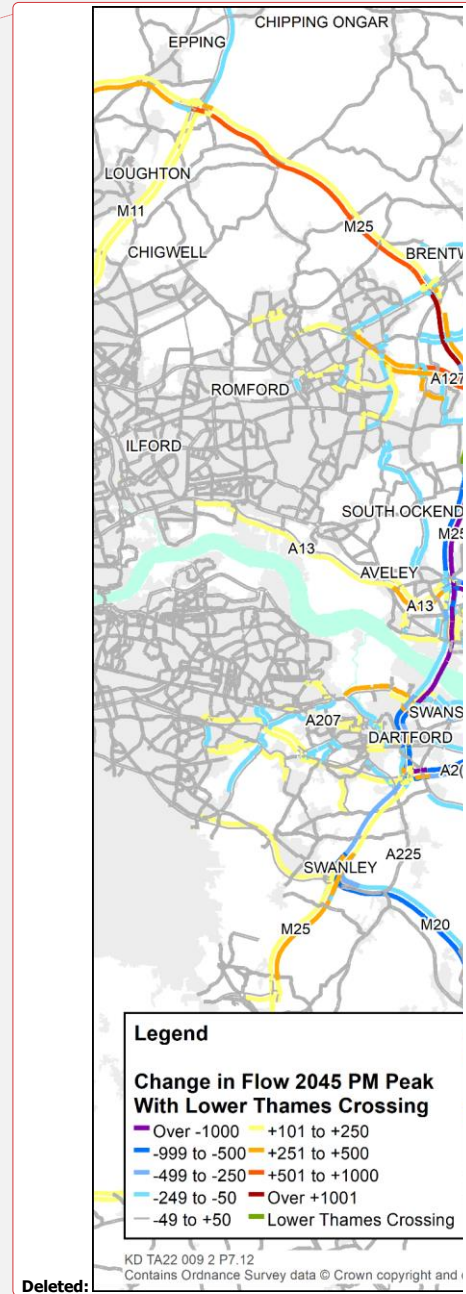 CHIPPING ONGAR
EPPING
LOUGHTON
M11
M25
CHIGWELL
BRENTW
A127
ROMFORD
ILFORD
SOUTH OCKEND
M25
A13
AVELEY
A13
SWANS
A207
DARTFORD
A2(
A225
SWANLEY
M25
M20
Legend
Change in Flow 2045 PM Peak
With Lower Thames Crossing
Over -1000 +101 to +250
-999 to -500 +251 to +500
-499 to -250 +501 to +1000
-249 to -50 Over +1001
-49 to +50 Lower Thames Crossing
KD TA22 009 2 P7.12
Contains Ordnance Survey data © Crown copyright and
Deleted: